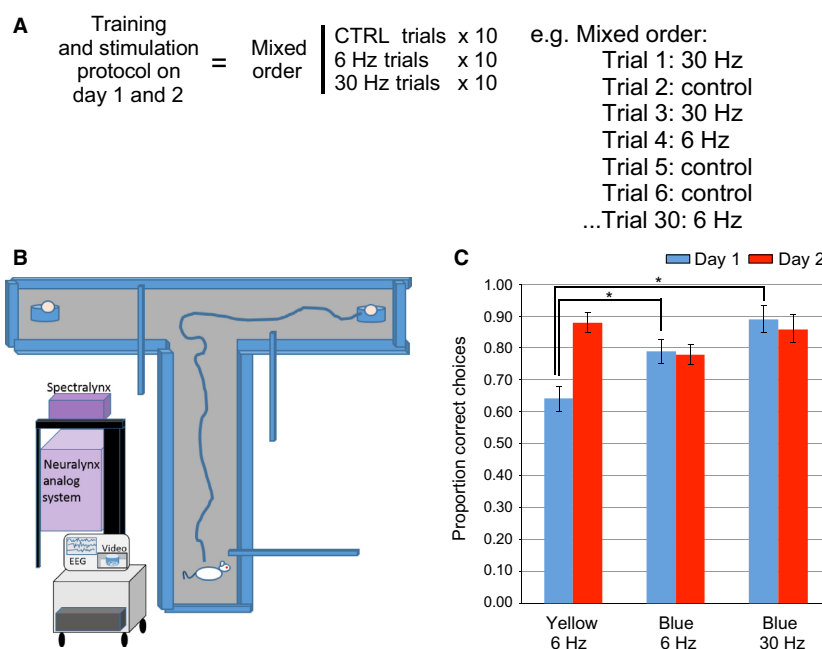 A
Training
and stimulation
protocol on
day 1 and 2
=
Mixed
order
CTRL trials x 10
6 Hz trials x 10
30 Hz trials x 10
e.g. Mixed order:
Trial 1: 30 Hz
Trial 2: control
Trial 3: 30 Hz
Trial 4: 6 Hz
Trial 5: control
Trial 6: control
...Trial 30: 6 Hz
B
Spectralynx
Neuralynx
analog
system
Video
EEG
C
Day 1 Day 2
Proportion correct choices
1.00
0.90
0.80
0.70
0.60
0.50
0.40
0.30
0.20
0.10
0.00
*
*
Yellow
6 Hz
Blue
6 Hz
Blue
30 Hz